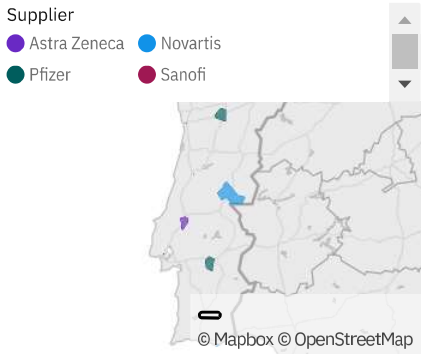 Supplier
Astra Zeneca Novartis
Pfizer Sanofi
© Mapbox © OpenStreetMap